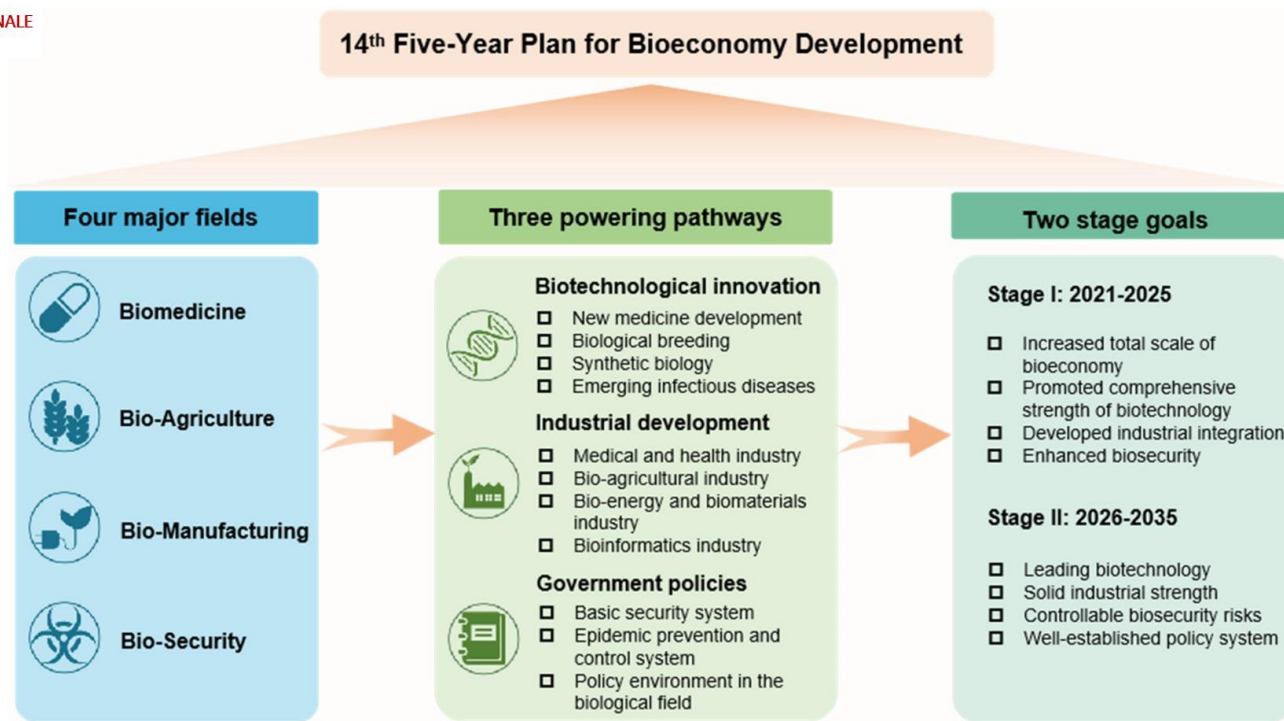 NALE
14th Five-Year Plan for Bioeconomy Development
Four major fields
Biomedicine
Bio-Agriculture
Bio-Manufacturing
Bio-Security
Three powering pathways
Biotechnological innovation
New medicine development
Biological breeding
Synthetic biology
Emerging infectious diseases
Industrial development
Medical and health industry
Bio-agricultural industry
Bio-energy and biomaterials
industry
Bioinformatics industry
Government policies
Basic security system
Epidemic prevention and
control system
Policy environment in the
biological field
Two stage goals
Stage I: 2021-2025
Increased total scale of
bioeconomy
Promoted comprehensive
strength of biotechnology
Developed industrial integration
Enhanced biosecurity
Stage II: 2026-2035
Leading biotechnology
Solid industrial strength
Controllable biosecurity risks
Well-established policy system